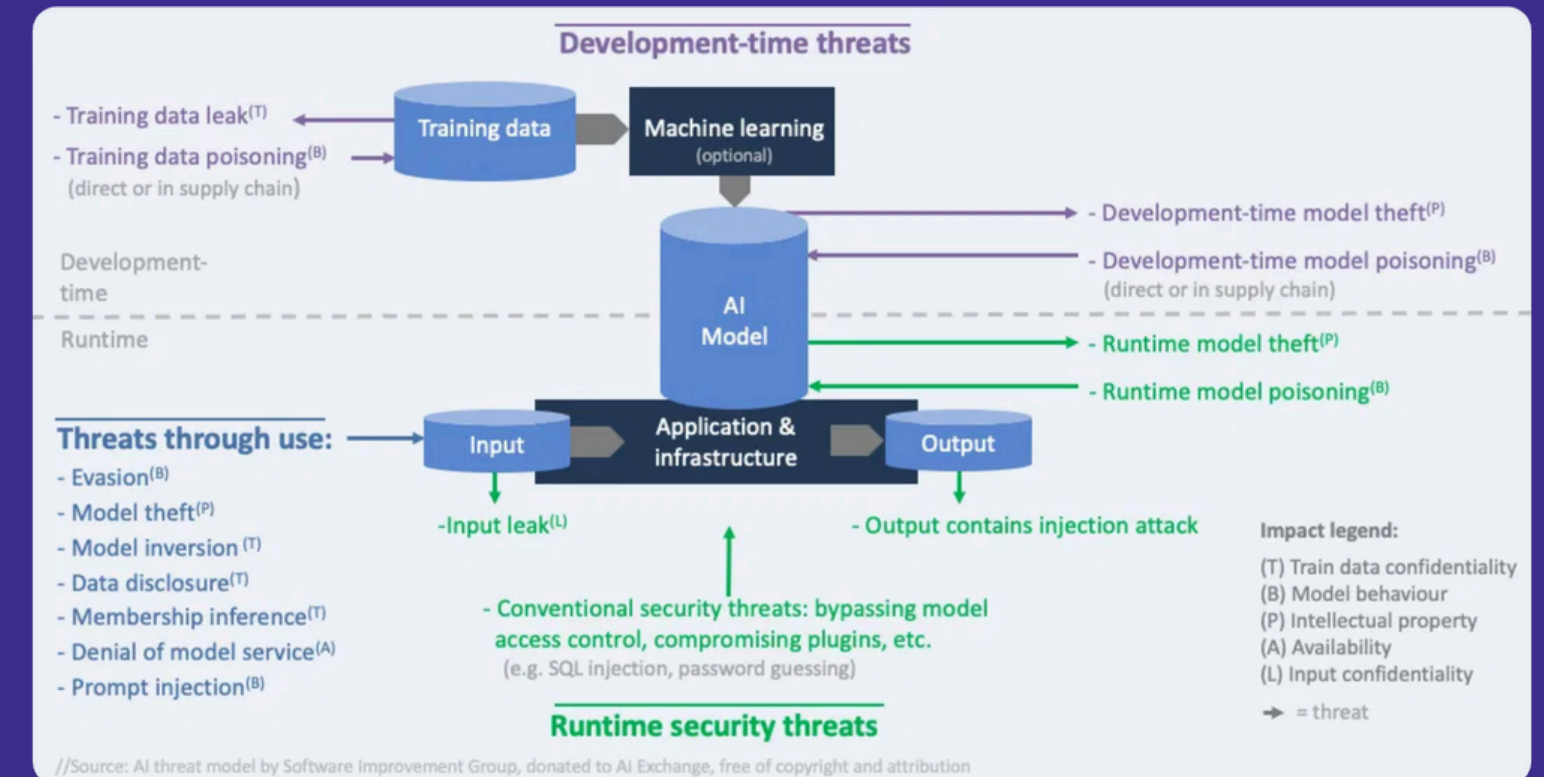 Development-time threats
- Training data leak(T)
- Training data poisoning(B)
(direct or in supply chain)
Training data
Machine learning
(optional)
- Development-time model theft(P)
- Development-time model poisoning(B)
(direct or in supply chain)
Development-
time
AI
Model
Runtime
- Runtime model theft(P)
- Runtime model poisoning(B)
Threats through use:
- Evasion(B)
- Model theft(P)
- Model inversion (T)
- Data disclosure(T)
- Membership inference(T)
- Denial of model service(A)
- Prompt injection(B)
Input
Application &
infrastructure
Output
-Input leak(L)
- Output contains injection attack
- Conventional security threats: bypassing model
access control, compromising plugins, etc.
(e.g. SQL injection, password guessing)
Runtime security threats
Impact legend:
(T) Train data confidentiality
(B) Model behaviour
(P) Intellectual property
(A) Availability
(L) Input confidentiality
= threat
//Source: AI threat model by Software Improvement Group, donated to AI Exchange, free of copyright and attribution